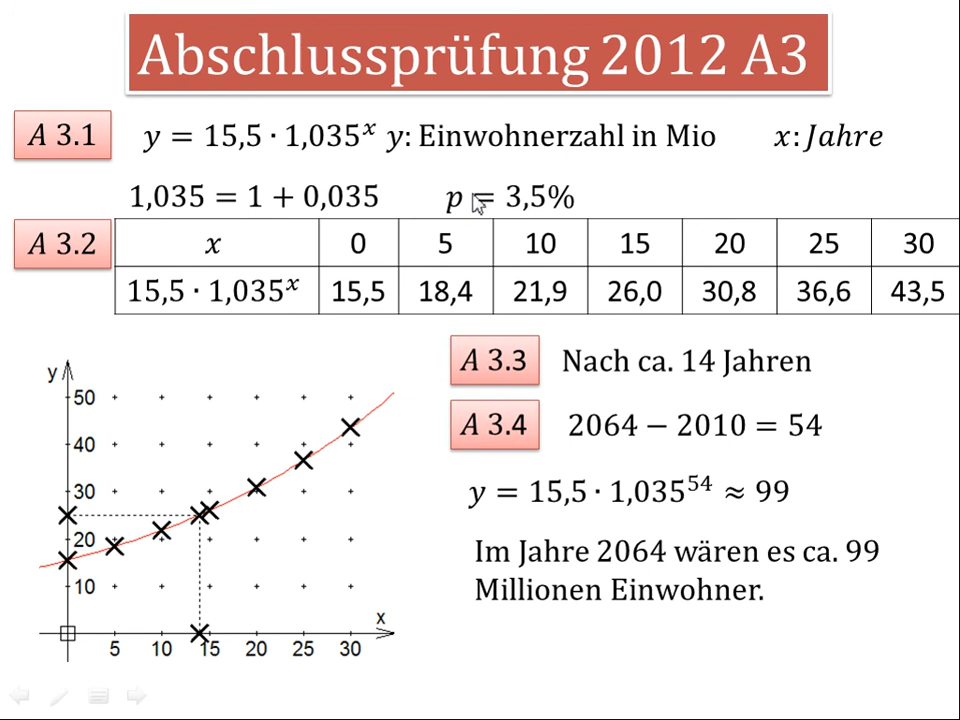 Abschlussprüfung 2012 A3
A 3.1 y = 15,5 · 1,035^x y: Einwohnerzahl in Mio x: Jahre
1,035 = 1 + 0,035 p = 3,5%
A 3.2 x 0 5 10 15 20 25 30
15,5 · 1,035^x 15,5 18,4 21,9 26,0 30,8 36,6 43,5
A 3.3 Nach ca. 14 Jahren
A 3.4 2064 − 2010 = 54
y = 15,5 · 1,035^54 ≈ 99
Im Jahre 2064 wären es ca. 99
Millionen Einwohner.
y
50
40
30
20
10
x
5 10 15 20 25 30